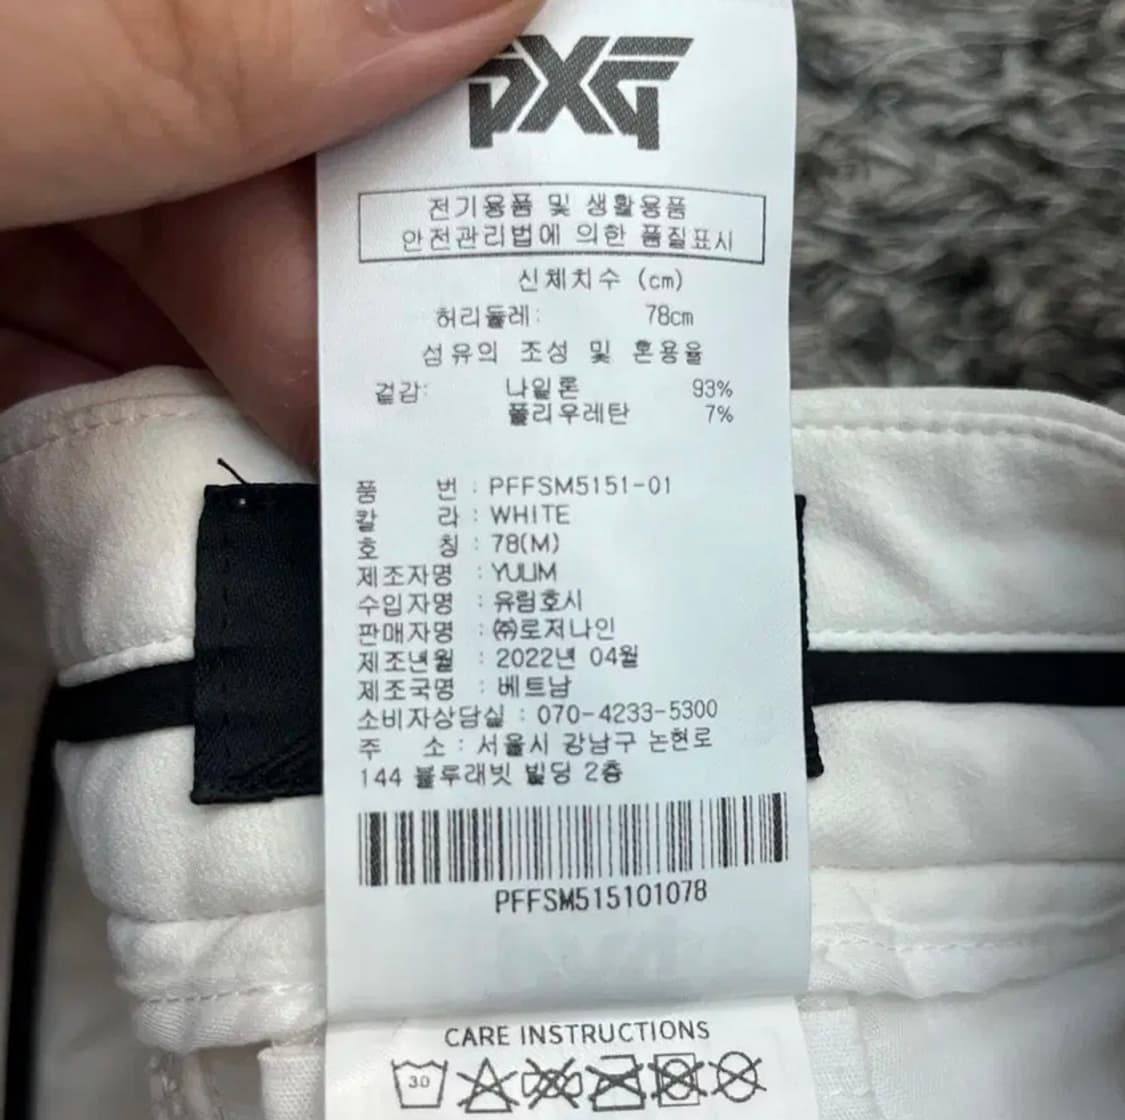 PXG
전기용품 및 생활용품
안전관리법에 의한 품질표시
신체치수 (cm)
허리둘레: 78cm
섬유의 조성 및 혼용율
겉감: 나일론 93%
폴리우레탄 7%
품 번 : PFFSM5151-01
칼 라 : WHITE
호 칭 : 78(M)
제조자명 : YULIM
수입자명 : 유림호시
판매자명 : ㈜로저나인
제조년월 : 2022년 04월
제조국명 : 베트남
소비자상담실 : 070-4233-5300
주 소 : 서울시 강남구 논현로
144 블루래빗 빌딩 2층
PFFSM515101078
CARE INSTRUCTIONS
30